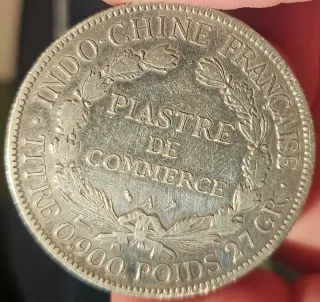 INDO-CHINE FRANÇAISE
PIASTRE
DE
COMMERCE
A
TITRE 0,900. POIDS 27 GR.